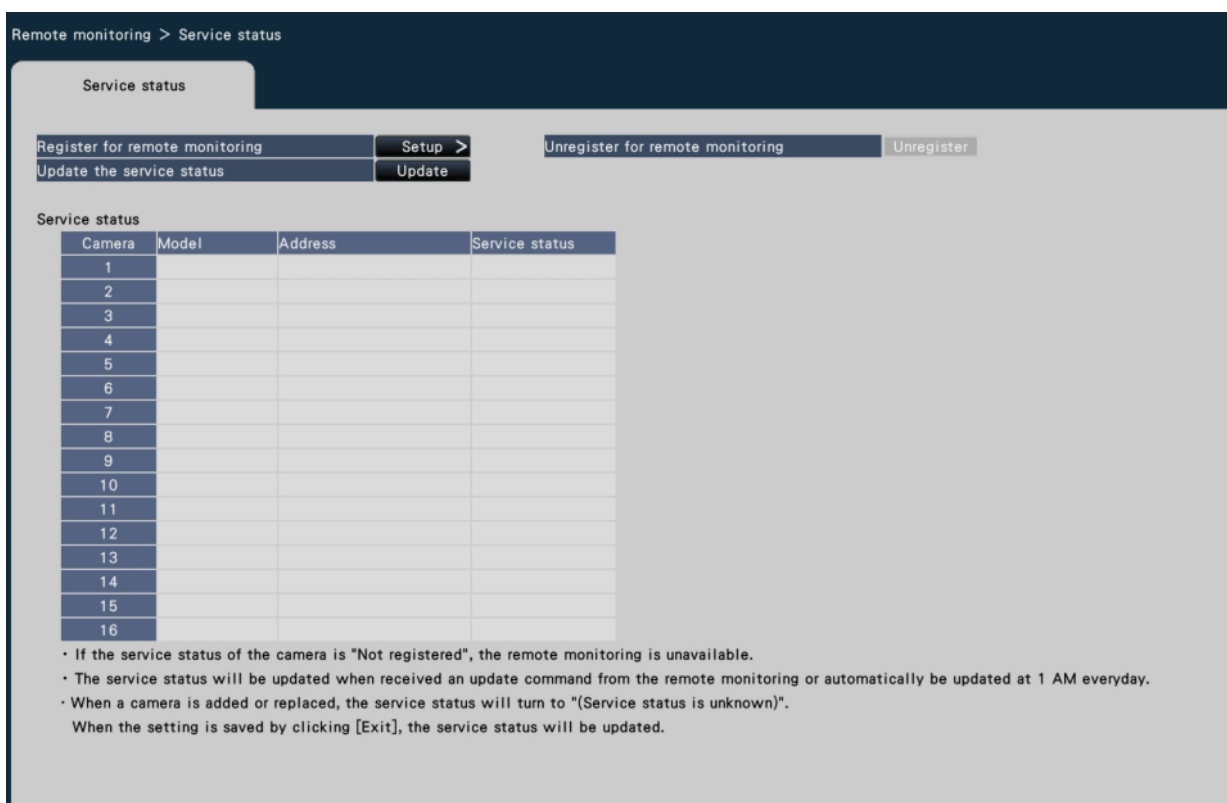 Remote monitoring > Service status
Service status
Register for remote monitoring Setup > Unregister for remote monitoring Unregister
Update the service status Update
Service status
Camera Model Address Service status
1
2
3
4
5
6
7
8
9
10
11
12
13
14
15
16
・If the service status of the camera is "Not registered", the remote monitoring is unavailable.
・The service status will be updated when received an update command from the remote monitoring or automatically be updated at 1 AM everyday.
・When a camera is added or replaced, the service status will turn to "(Service status is unknown)".
When the setting is saved by clicking [Exit], the service status will be updated.